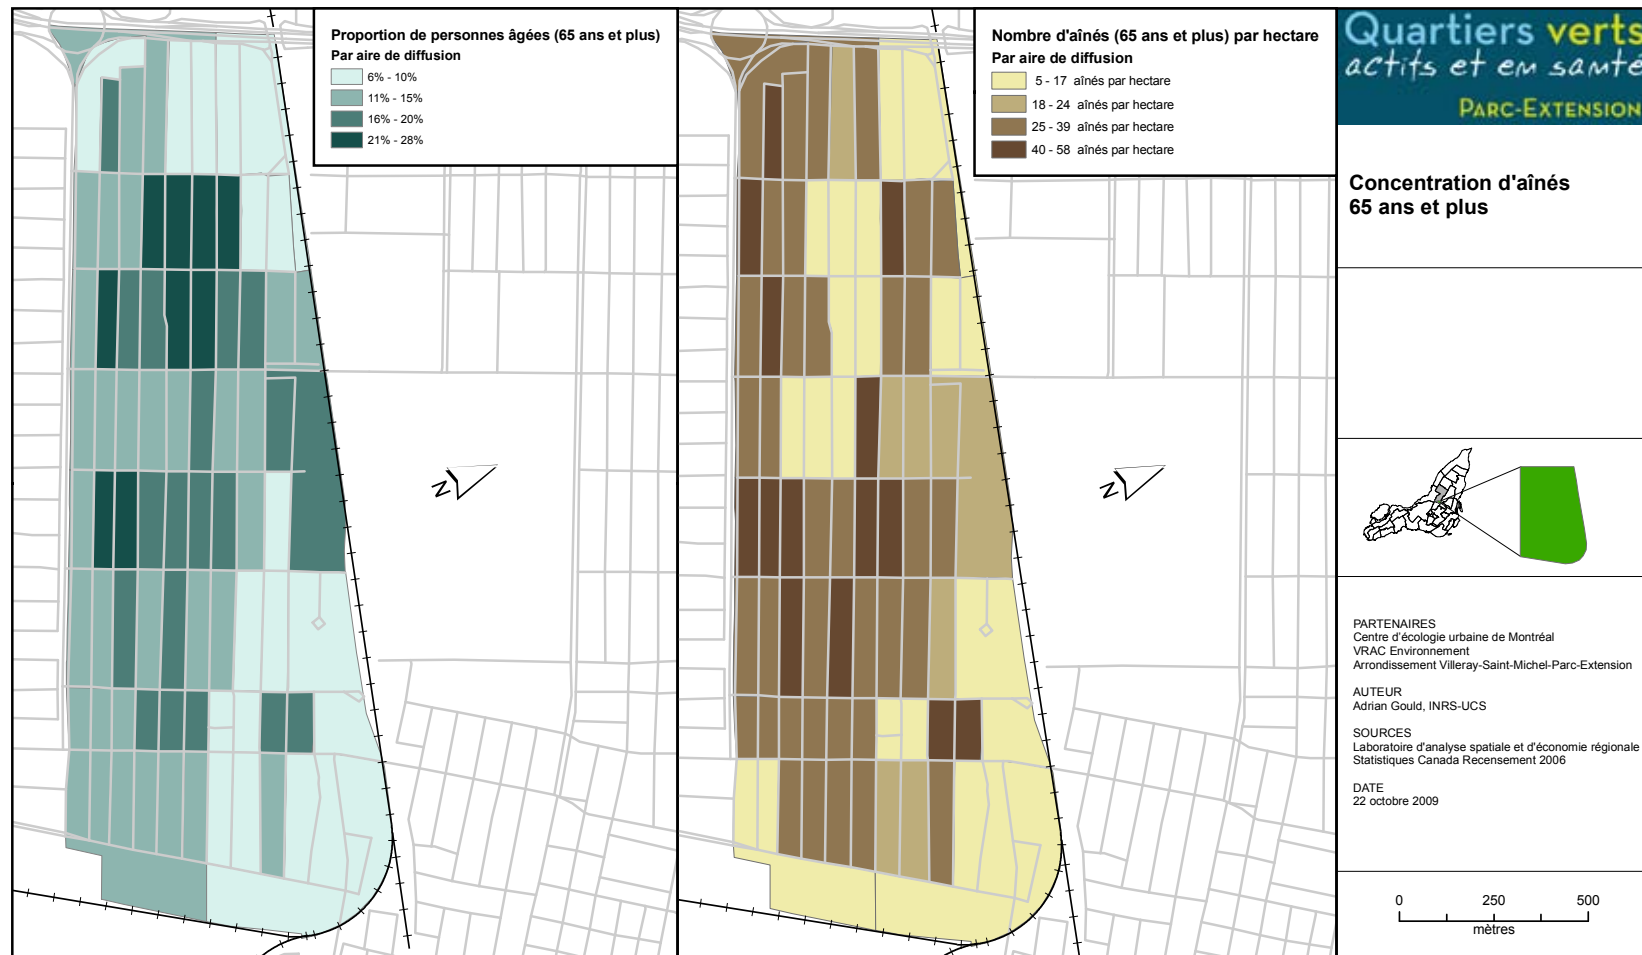 Proportion de personnes âgées (65 ans et plus)
Par aire de diffusion
6% - 10%
11% - 15%
16% - 20%
21% - 28%
N
Nombre d'aînés (65 ans et plus) par hectare
Par aire de diffusion
5 - 17 aînés par hectare
18 - 24 aînés par hectare
25 - 39 aînés par hectare
40 - 58 aînés par hectare
N
Quartiers verts
actifs et en santé
PARC-EXTENSION
Concentration d'aînés
65 ans et plus
PARTENAIRES
Centre d'écologie urbaine de Montréal
VRAC Environnement
Arrondissement Villeray-Saint-Michel-Parc-Extension
AUTEUR
Adrian Gould, INRS-UCS
SOURCES
Laboratoire d'analyse spatiale et d'économie régionale
Statistiques Canada Recensement 2006
DATE
22 octobre 2009
0 250 500
mètres